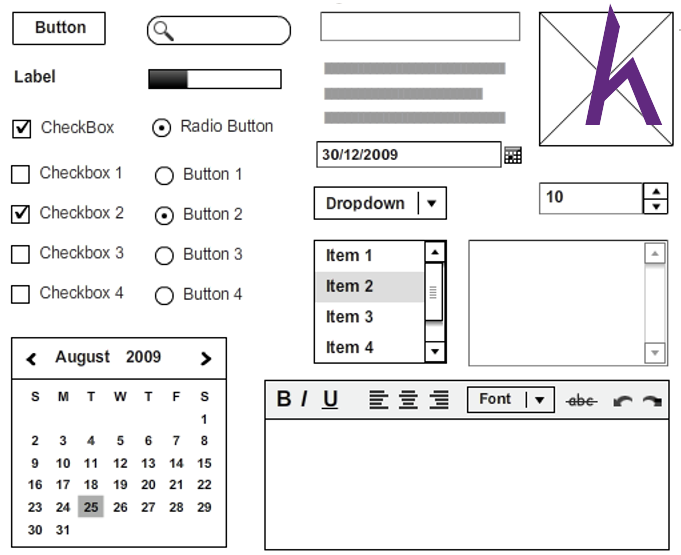 Button
Label
CheckBox
Radio Button
Checkbox 1
Button 1
Checkbox 2
Button 2
Checkbox 3
Button 3
Checkbox 4
Button 4
30/12/2009
Dropdown
10
Item 1
Item 2
Item 3
Item 4
August 2009
S M T W T F S
1
2 3 4 5 6 7 8
9 10 11 12 13 14 15
16 17 18 19 20 21 22
23 24 25 26 27 28 29
30 31
B I U Font abc